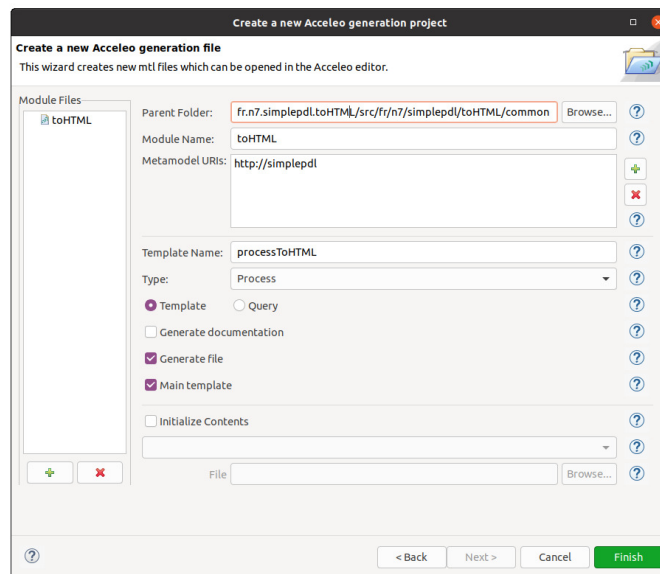 Create a new Acceleo generation project
Create a new Acceleo generation file
This wizard creates new mtl files which can be opened in the Acceleo editor.
Module Files
toHTML
Parent Folder: fr.n7.simplepdl.toHTML/src/fr/n7/simplepdl/toHTML/common Browse...
Module Name: toHTML
Metamodel URIs: http://simplepdl
Template Name: processToHTML
Type: Process
Template Query
Generate documentation
Generate file
Main template
Initialize Contents
File Browse...
< Back Next > Cancel Finish